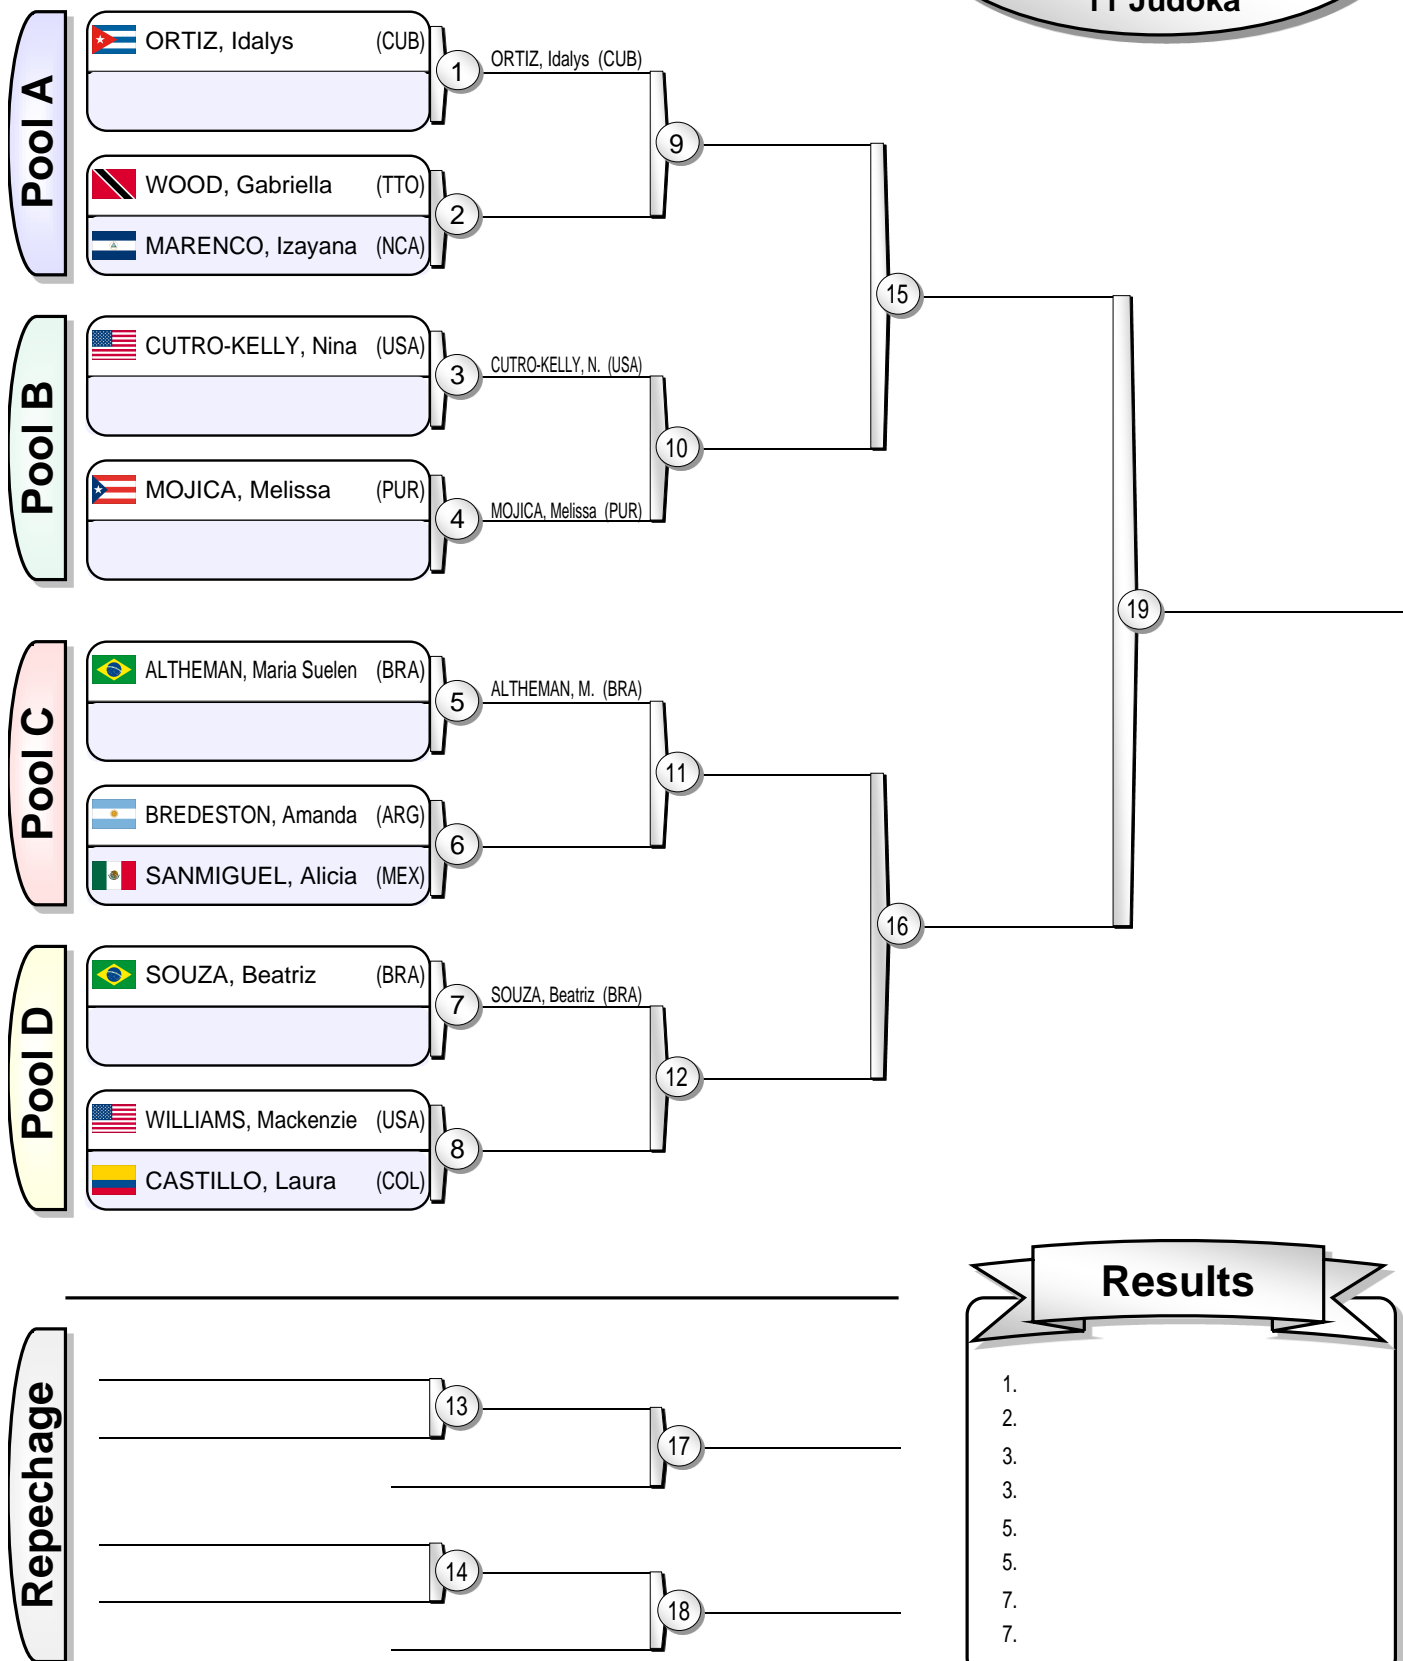 11 Judoka
Pool A
ORTIZ, Idalys (CUB)
1
ORTIZ, Idalys (CUB)
9
WOOD, Gabriella (TTO)
2
MARENCO, Izayana (NCA)
15
Pool B
CUTRO-KELLY, Nina (USA)
3
CUTRO-KELLY, N. (USA)
10
MOJICA, Melissa (PUR)
4
MOJICA, Melissa (PUR)
19
Pool C
ALTHEMAN, Maria Suelen (BRA)
5
ALTHEMAN, M. (BRA)
11
BREDESTON, Amanda (ARG)
6
SANMIGUEL, Alicia (MEX)
16
Pool D
SOUZA, Beatriz (BRA)
7
SOUZA, Beatriz (BRA)
12
WILLIAMS, Mackenzie (USA)
8
CASTILLO, Laura (COL)
Repechage
13
17
14
18
Results
1.
2.
3.
3.
5.
5.
7.
7.